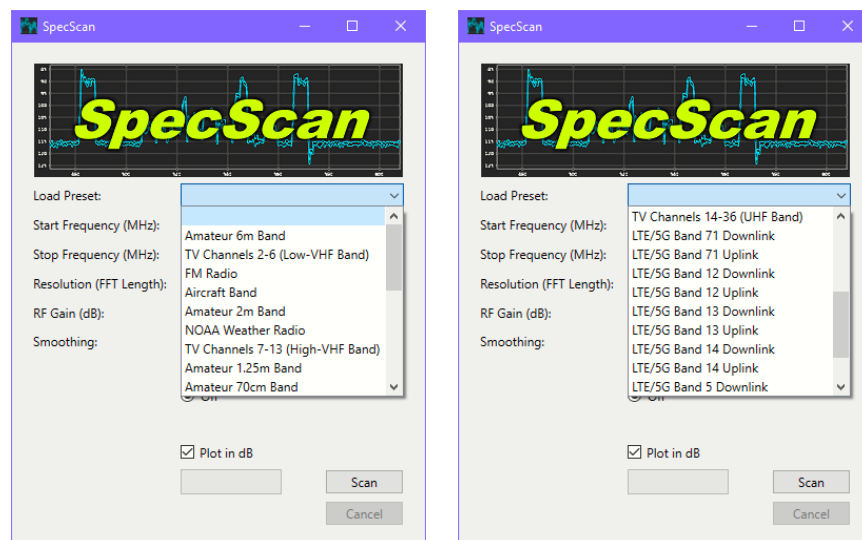 SpecScan
SpecScan
Load Preset:
Start Frequency (MHz):
Stop Frequency (MHz):
Resolution (FFT Length):
RF Gain (dB):
Smoothing:
Amateur 6m Band
TV Channels 2-6 (Low-VHF Band)
FM Radio
Aircraft Band
Amateur 2m Band
NOAA Weather Radio
TV Channels 7-13 (High-VHF Band)
Amateur 1.25m Band
Amateur 70cm Band
Off
Plot in dB
Scan
Cancel
SpecScan
SpecScan
Load Preset:
Start Frequency (MHz):
Stop Frequency (MHz):
Resolution (FFT Length):
RF Gain (dB):
Smoothing:
TV Channels 14-36 (UHF Band)
LTE/5G Band 71 Downlink
LTE/5G Band 71 Uplink
LTE/5G Band 12 Downlink
LTE/5G Band 12 Uplink
LTE/5G Band 13 Downlink
LTE/5G Band 13 Uplink
LTE/5G Band 14 Downlink
LTE/5G Band 14 Uplink
LTE/5G Band 5 Downlink
Off
Plot in dB
Scan
Cancel